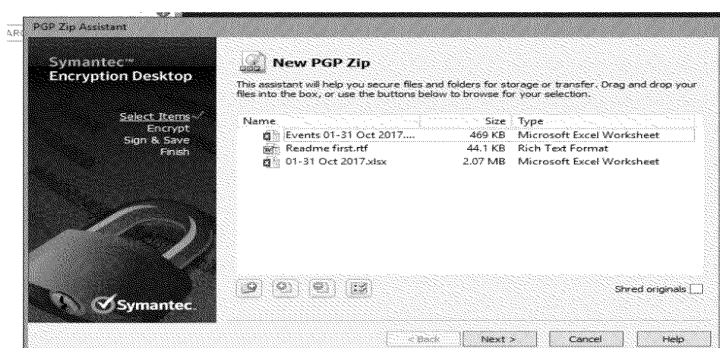 PGP Zip Assistant
Symantec™
Encryption Desktop
Select Items
Encrypt
Sign & Save
Finish
Symantec.
New PGP Zip
This assistant will help you secure files and folders for storage or transfer. Drag and drop your
files into the box, or use the buttons below to browse for your selection.
Name Size Type
Events 01-31 Oct 2017.... 469 KB Microsoft Excel Worksheet
Readme first.rtf 44.1 KB Rich Text Format
01-31 Oct 2017.xlsx 2.07 MB Microsoft Excel Worksheet
Shred originals
< Back Next > Cancel Help